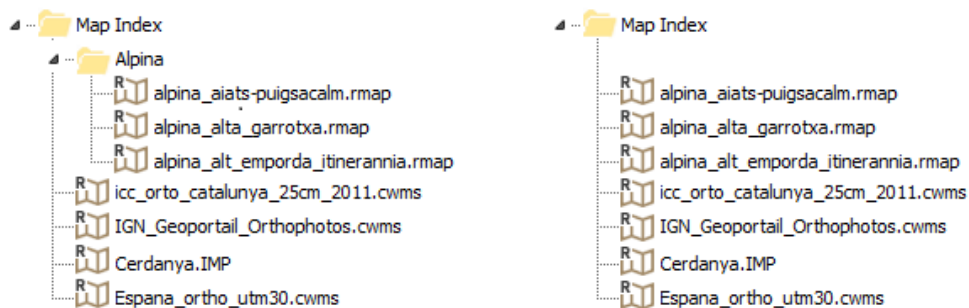 Map Index
Alpina
R alpina_aiats-puigsacalm.rmap
R alpina_alta_garrotxa.rmap
R alpina_alt_emporda_itinerannia.rmap
R icc_orto_catalunya_25cm_2011.cwms
R IGN_Geoportail_Orthophotos.cwms
R Cerdanya.IMP
R Espana_ortho_utm30.cwms
Map Index
R alpina_aiats-puigsacalm.rmap
R alpina_alta_garrotxa.rmap
R alpina_alt_emporda_itinerannia.rmap
R icc_orto_catalunya_25cm_2011.cwms
R IGN_Geoportail_Orthophotos.cwms
R Cerdanya.IMP
R Espana_ortho_utm30.cwms